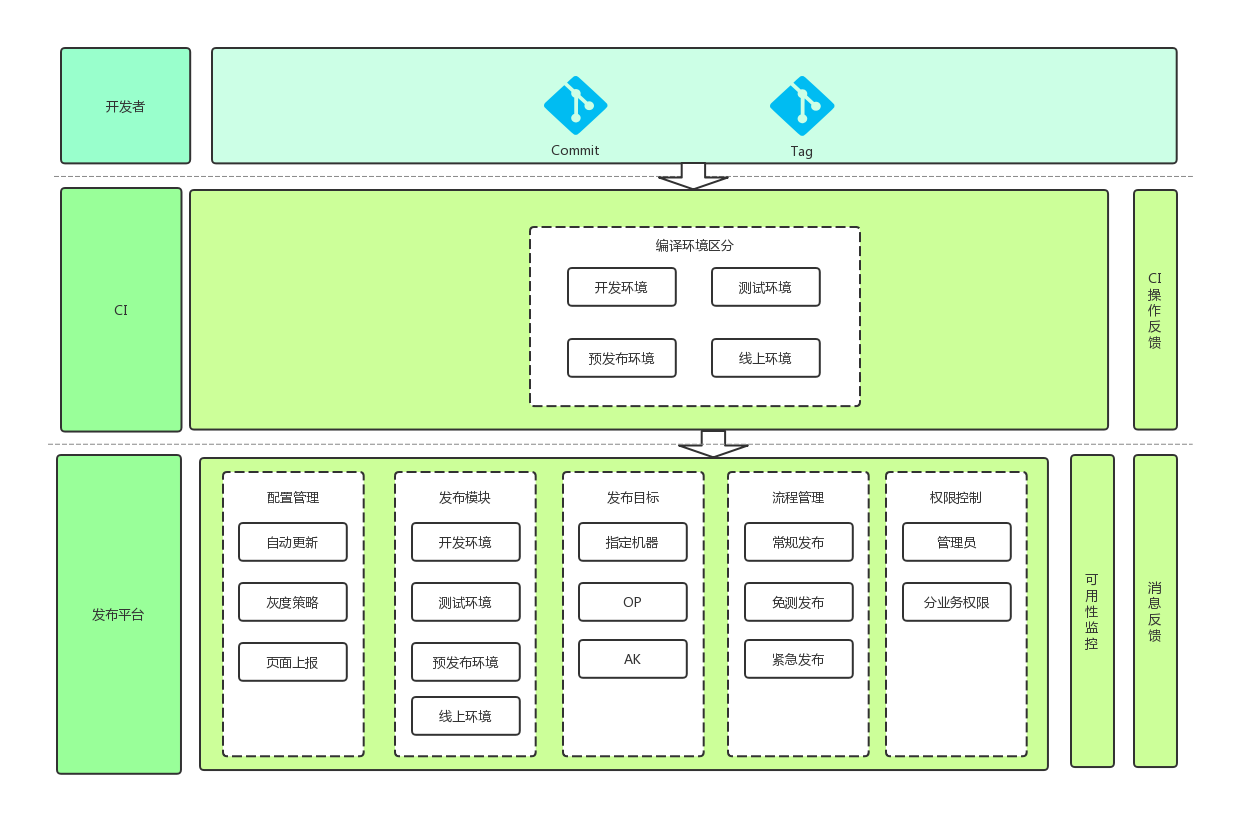 开发者
Commit
Tag
CI
编译环境区分
开发环境
测试环境
预发布环境
线上环境
CI
操
作
反
馈
发布平台
配置管理
自动更新
灰度策略
页面上报
发布模块
开发环境
测试环境
预发布环境
线上环境
发布目标
指定机器
OP
AK
流程管理
常规发布
免测发布
紧急发布
权限控制
管理员
分业务权限
可
用
性
监
控
消
息
反
馈